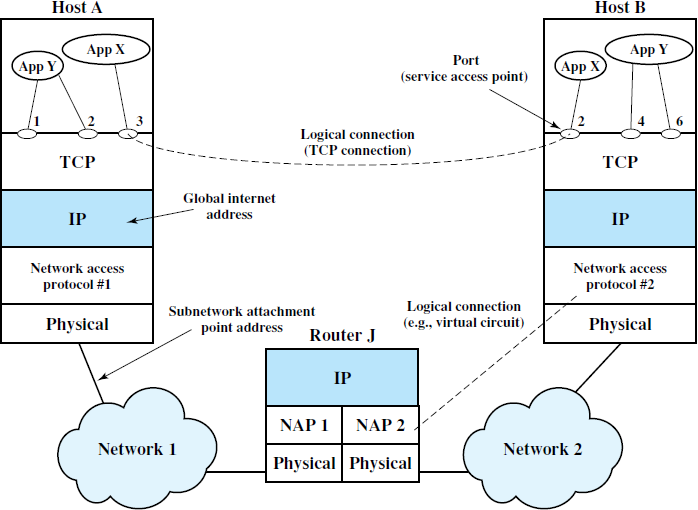 Host A
Host B
App X
App Y
App Y
App X
Port
(service access point)
1
2
3
2
4
6
Logical connection
(TCP connection)
TCP
TCP
Global internet
address
IP
IP
Network access
protocol #1
Network access
protocol #2
Subnetwork attachment
point address
Logical connection
(e.g., virtual circuit)
Physical
Physical
Router J
IP
NAP 1
NAP 2
Network 1
Network 2
Physical
Physical